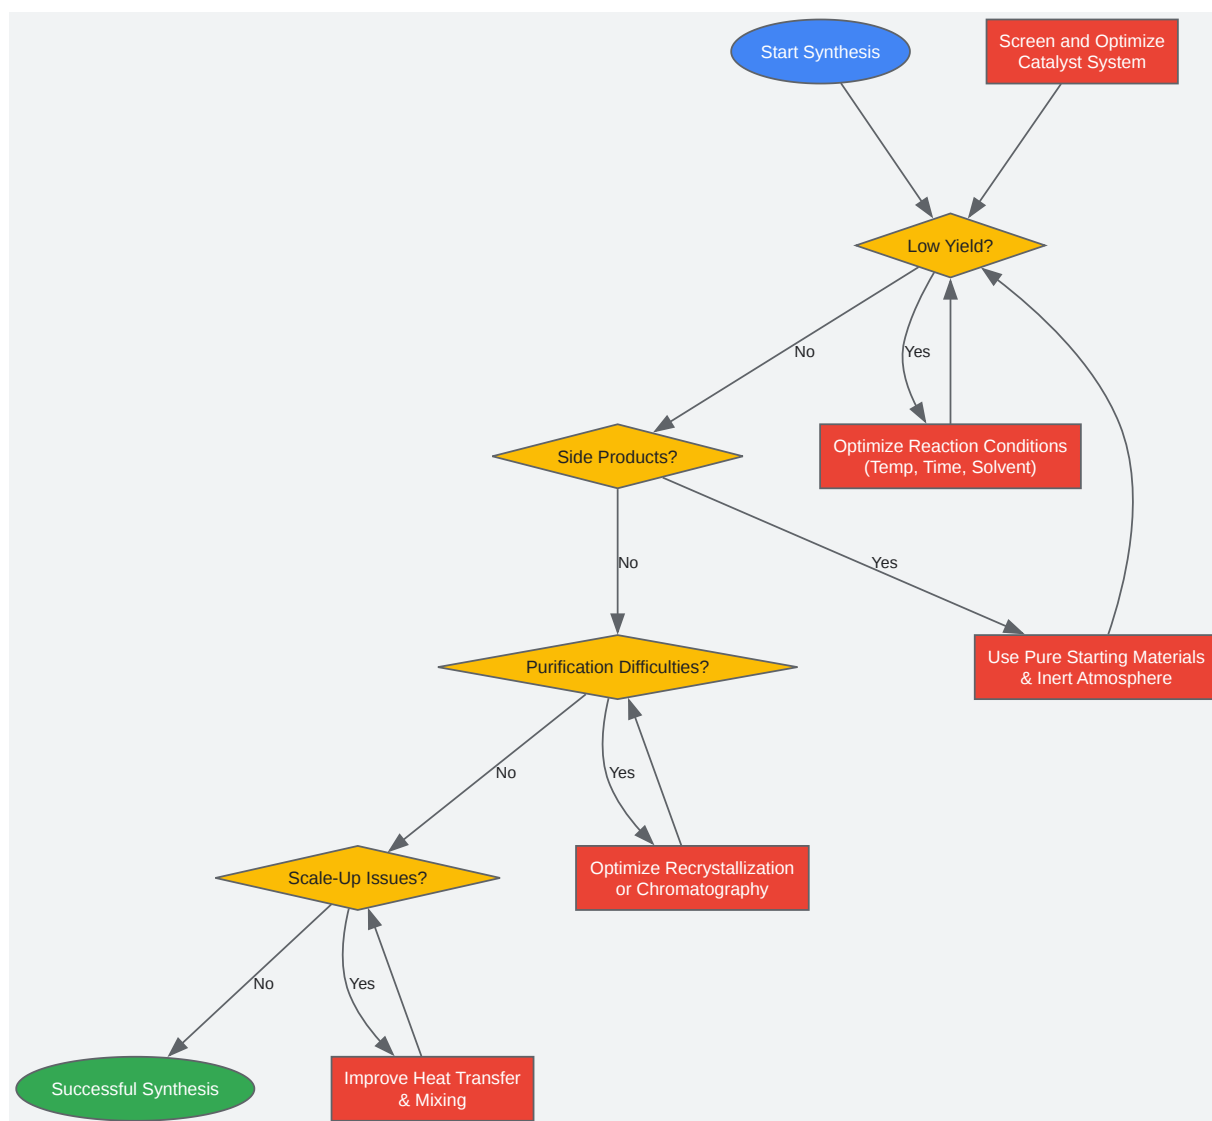 Start Synthesis
Screen and Optimize
Catalyst System
Low Yield?
No
Yes
Side Products?
Optimize Reaction Conditions
(Temp, Time, Solvent)
No
Yes
Purification Difficulties?
Use Pure Starting Materials
& Inert Atmosphere
No
Yes
Scale-Up Issues?
Optimize Recrystallization
or Chromatography
No
Yes
Successful Synthesis
Improve Heat Transfer
& Mixing